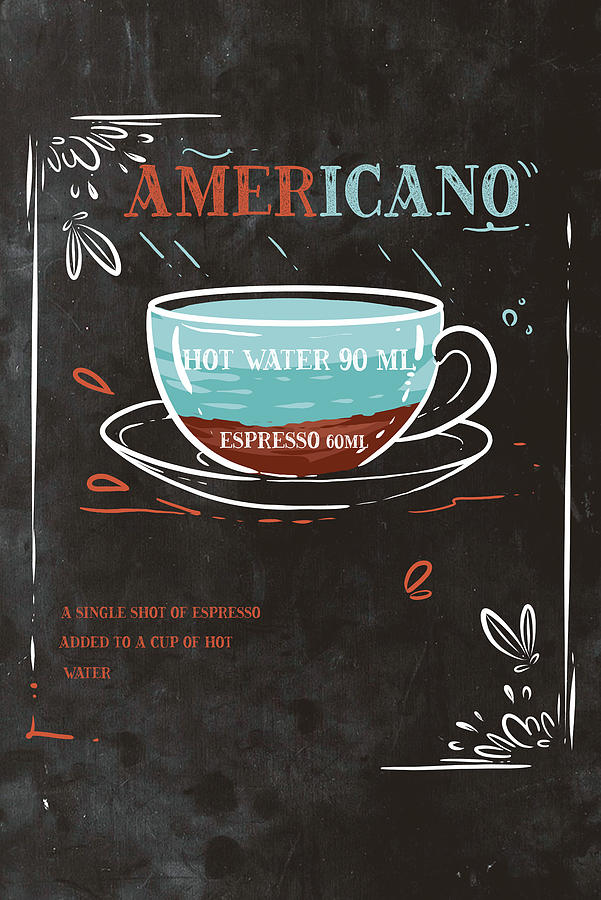 AMERICANO
HOT WATER 90 ML
ESPRESSO 60ML
A SINGLE SHOT OF ESPRESSO
ADDED TO A CUP OF HOT
WATER